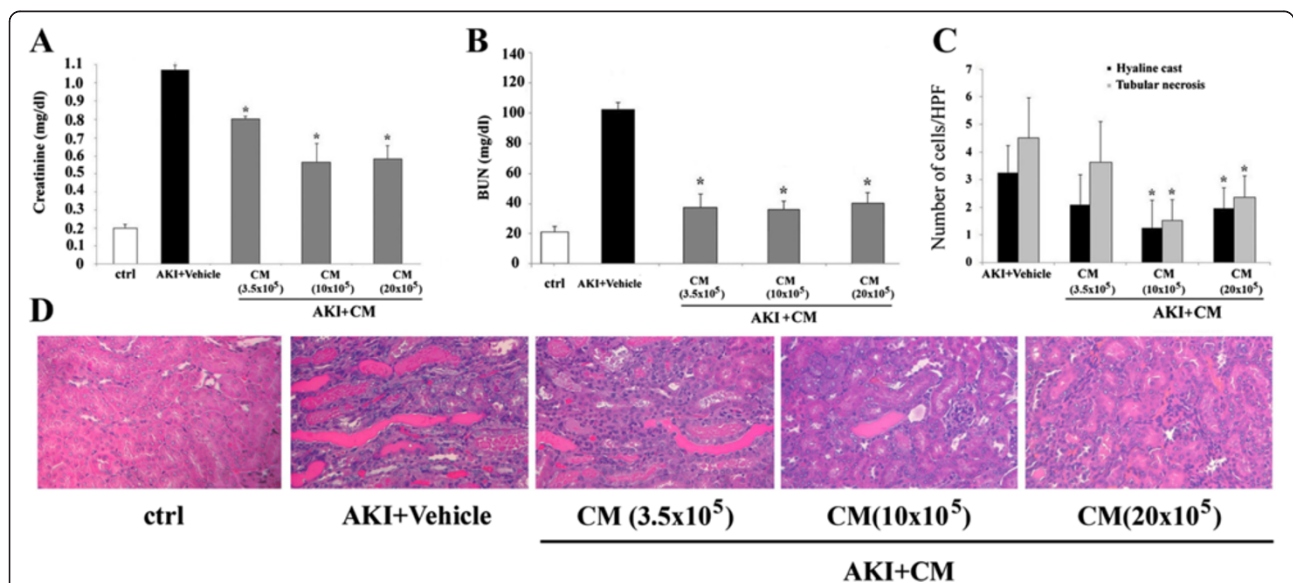 A
Creatinine (mg/dl)
1.1
1.0
0.9
0.8
0.7
0.6
0.5
0.4
0.3
0.2
0.1
0
ctrl
AKI+Vehicle
*
*
*
CM
(3.5x10⁵)
CM
(10x10⁵)
CM
(20x10⁵)
AKI+CM
B
BUN (mg/dl)
140
120
100
80
60
40
20
0
ctrl
AKI+Vehicle
*
*
*
CM
(3.5x10⁵)
CM
(10x10⁵)
CM
(20x10⁵)
AKI+CM
C
Hyaline cast
Tubular necrosis
Number of cells/HPF
7
6
5
4
3
2
1
0
* *
* *
AKI+Vehicle
CM
(3.5x10⁵)
CM
(10x10⁵)
CM
(20x10⁵)
AKI+CM
D
ctrl
AKI+Vehicle
CM (3.5x10⁵)
CM(10x10⁵)
CM(20x10⁵)
AKI+CM